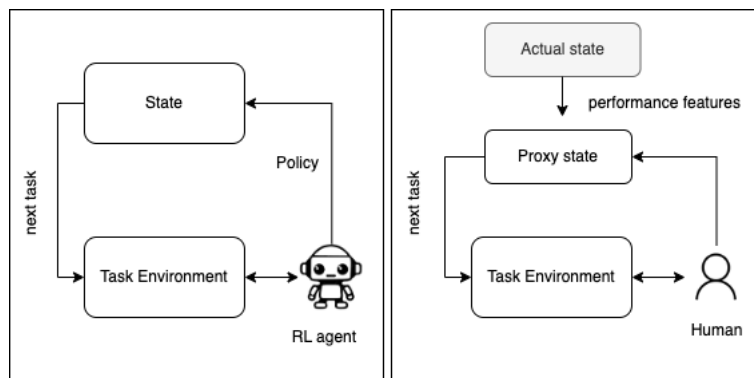 State
Policy
next task
Task Environment
RL agent
Actual state
performance features
Proxy state
next task
Task Environment
Human